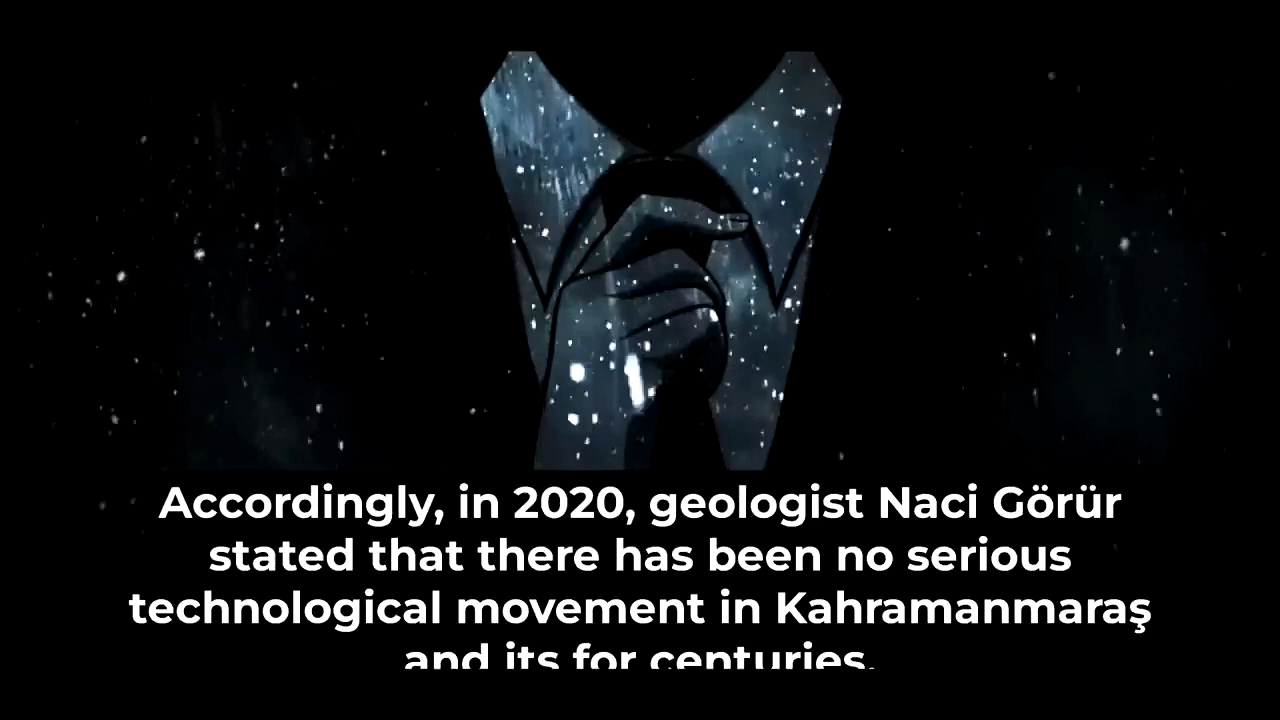 Accordingly, in 2020, geologist Naci Görür
stated that there has been no serious
technological movement in Kahramanmaraş
and its for centuries.